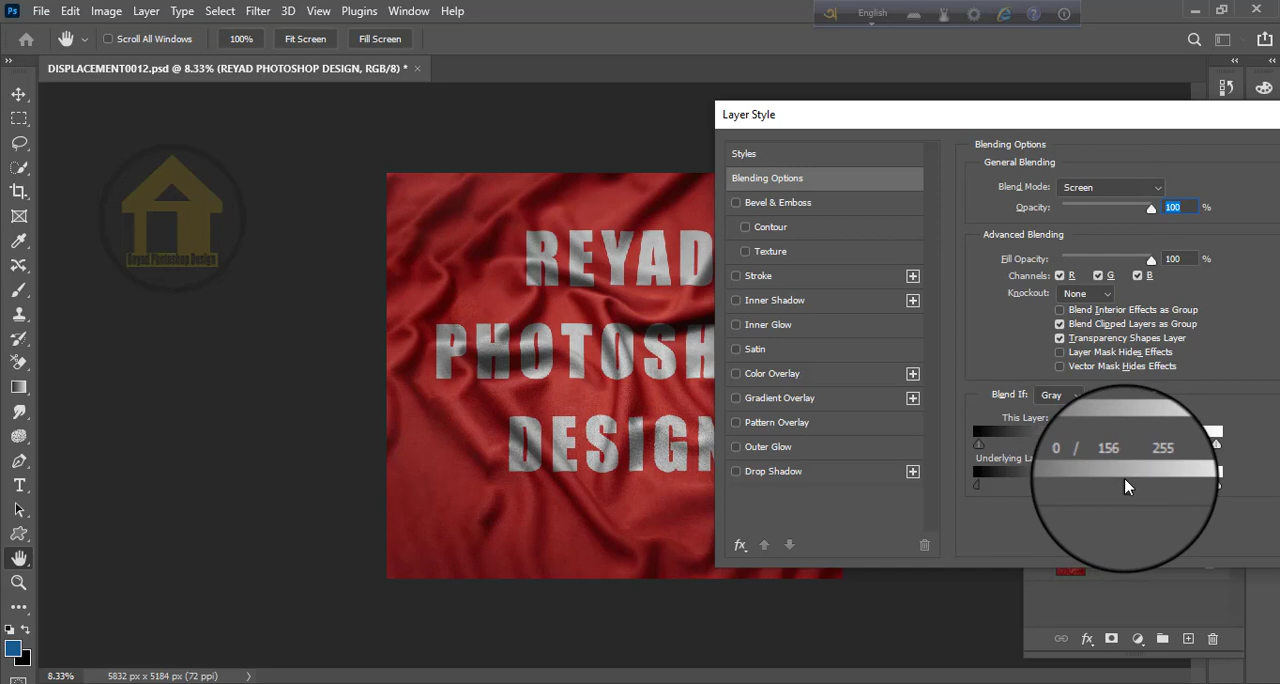 Ps File Edit Image Layer Type Select Filter 3D View Plugins Window Help
English
Scroll All Windows 100% Fit Screen Fill Screen
DISPLACEMENT0012.psd @ 8.33% (REYAD PHOTOSHOP DESIGN, RGB/8) *
Reyad Photoshop Design
REYAD
PHOTOSH
DESIGN
Layer Style
Styles
Blending Options
Bevel & Emboss
Contour
Texture
Stroke
Inner Shadow
Inner Glow
Satin
Color Overlay
Gradient Overlay
Pattern Overlay
Outer Glow
Drop Shadow
fx
Blending Options
General Blending
Blend Mode: Screen
Opacity: 100 %
Advanced Blending
Fill Opacity: 100 %
Channels: R G B
Knockout: None
Blend Interior Effects as Group
Blend Clipped Layers as Group
Transparency Shapes Layer
Layer Mask Hides Effects
Vector Mask Hides Effects
Blend If: Gray
This Layer:
0 / 156 255
Underlying La
fx
8.33% 5832 px x 5184 px (72 ppi)